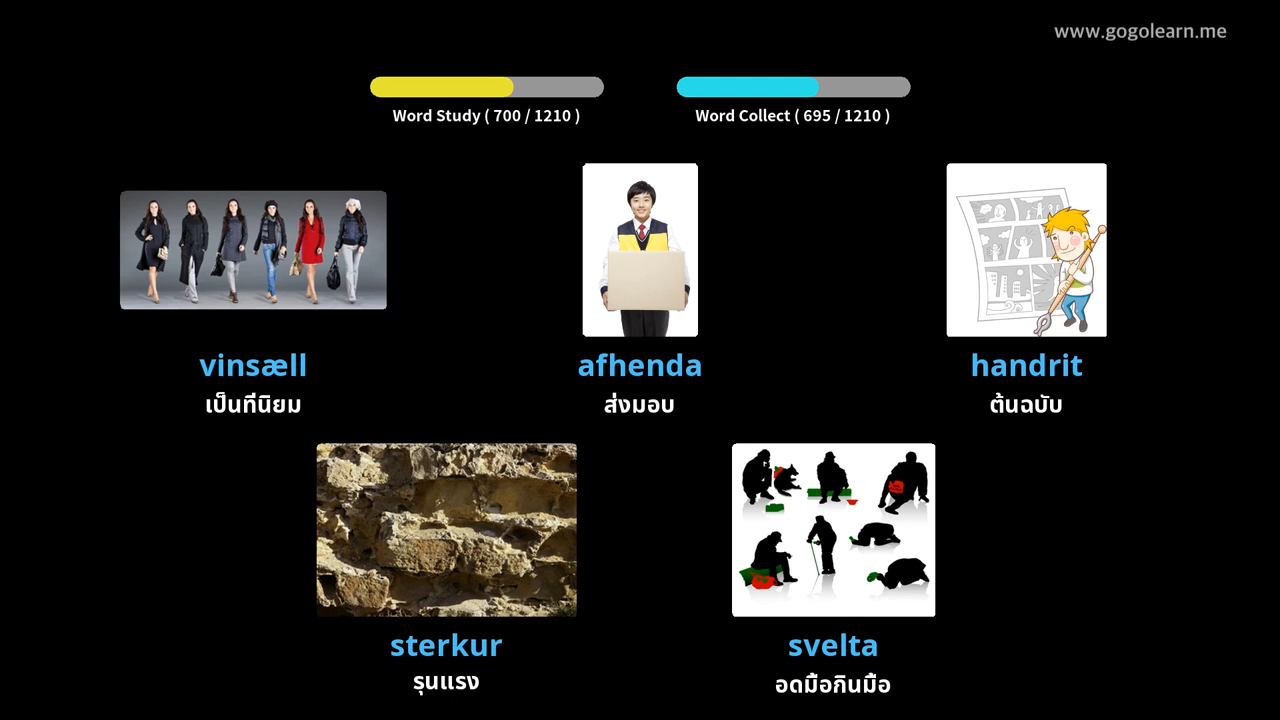 www.gogolearn.me
Word Study ( 700 / 1210 )
Word Collect ( 695 / 1210 )
vinsæll
เป็นที่นิยม
afhenda
ส่งมอบ
handrit
ต้นฉบับ
sterkur
รุนแรง
svelta
อดมื้อกินมื้อ